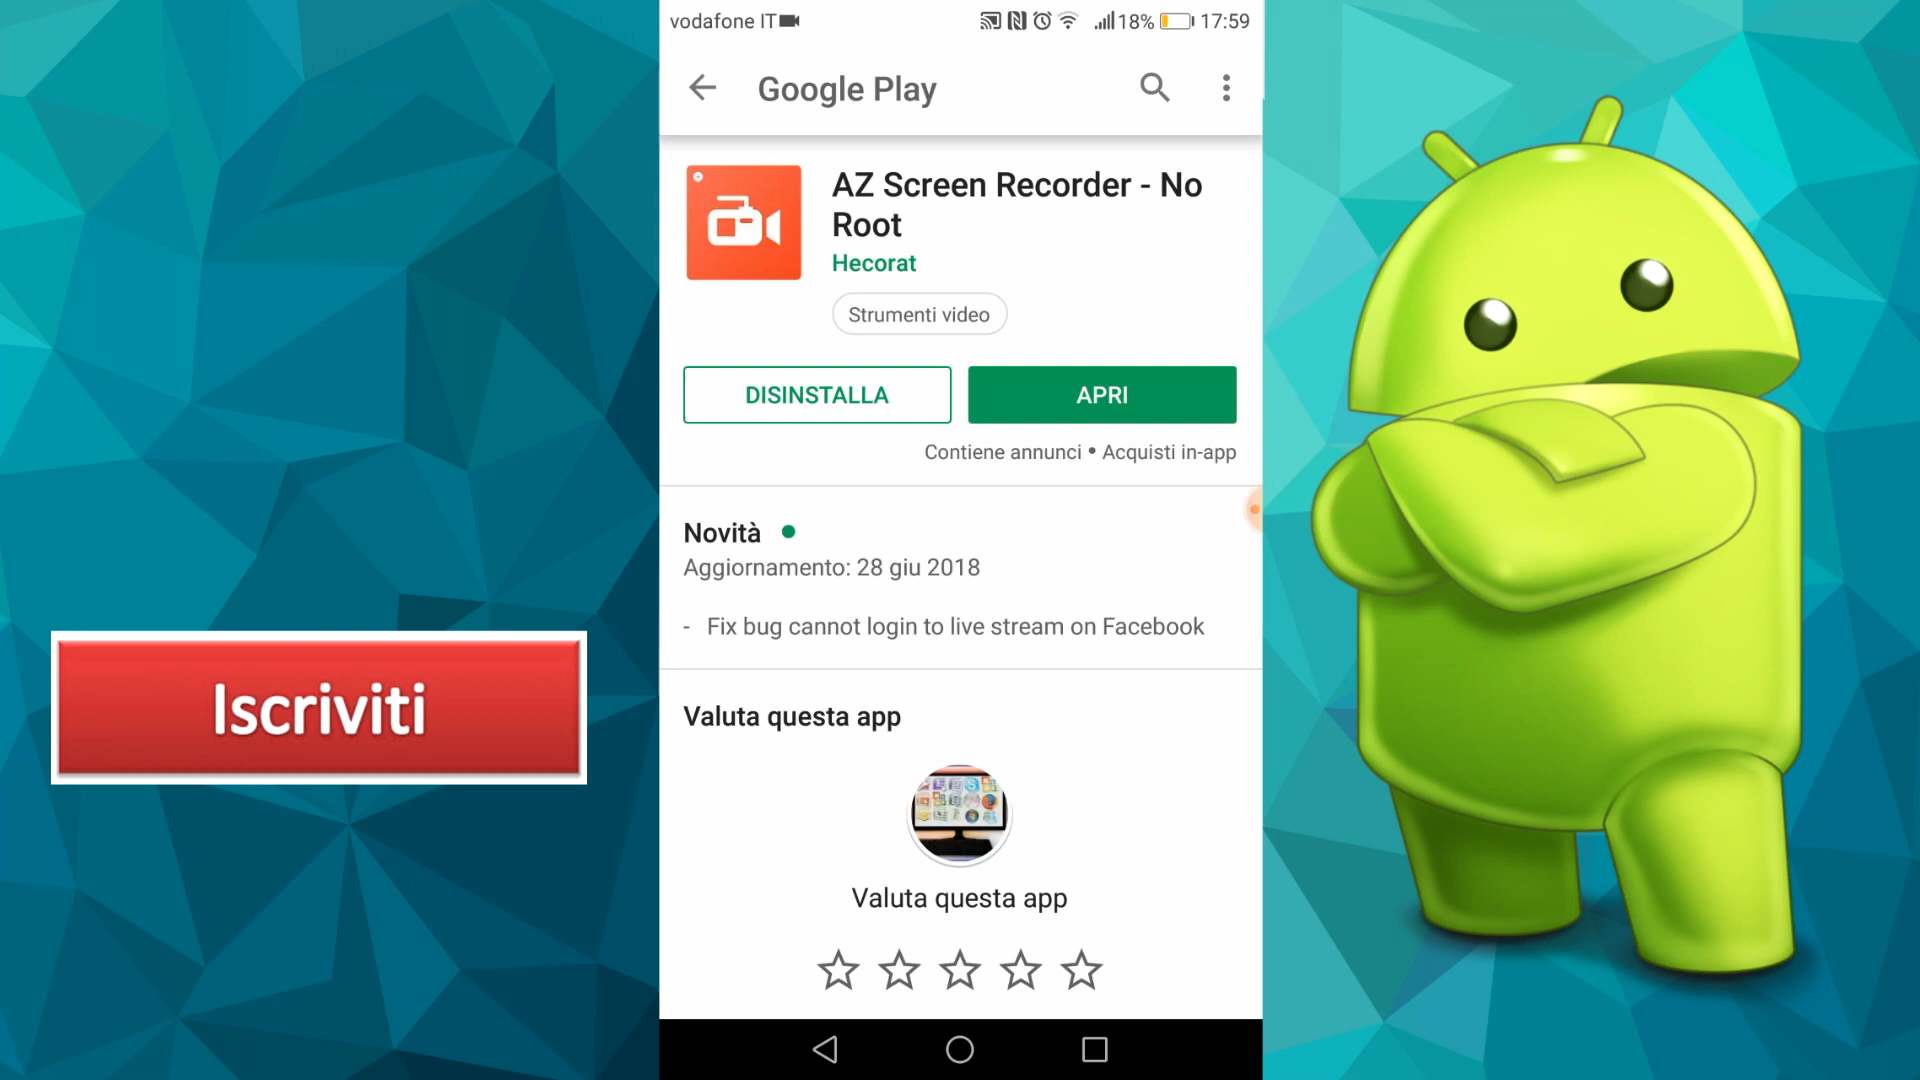 vodafone IT
18%
17:59
Google Play
AZ Screen Recorder - No
Root
Hecorat
Strumenti video
DISINSTALLA
APRI
Contiene annunci • Acquisti in-app
Novità
Aggiornamento: 28 giu 2018
- Fix bug cannot login to live stream on Facebook
Valuta questa app
Valuta questa app
Iscriviti